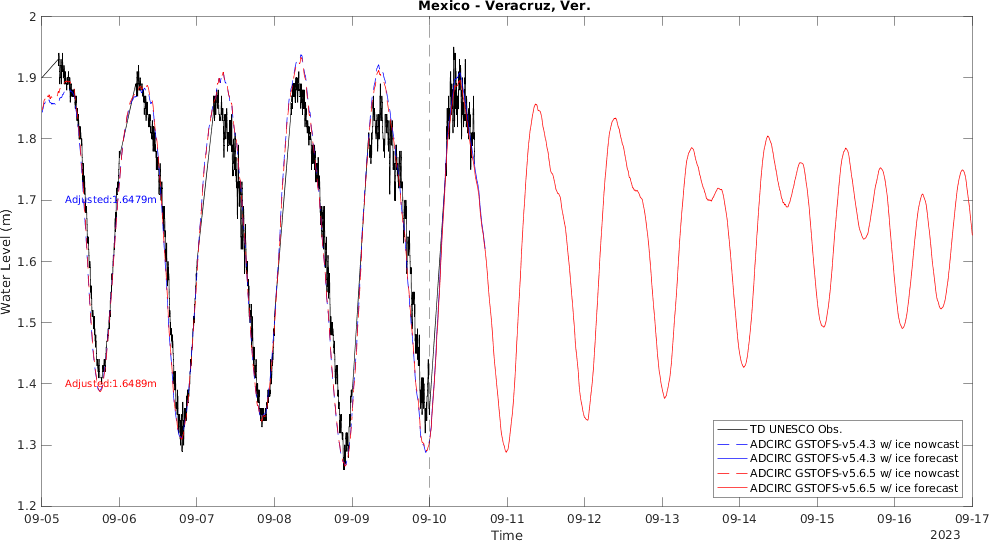 Mexico - Veracruz, Ver.
2
1.9
1.8
1.7
1.6
1.5
1.4
1.3
1.2
Water Level (m)
Adjusted:1.6479m
Adjusted:1.6489m
TD UNESCO Obs.
ADCIRC GSTOFS-v5.4.3 w/ ice nowcast
ADCIRC GSTOFS-v5.4.3 w/ ice forecast
ADCIRC GSTOFS-v5.6.5 w/ ice nowcast
ADCIRC GSTOFS-v5.6.5 w/ ice forecast
09-05 09-06 09-07 09-08 09-09 09-10 09-11 09-12 09-13 09-14 09-15 09-16 09-17
Time
2023